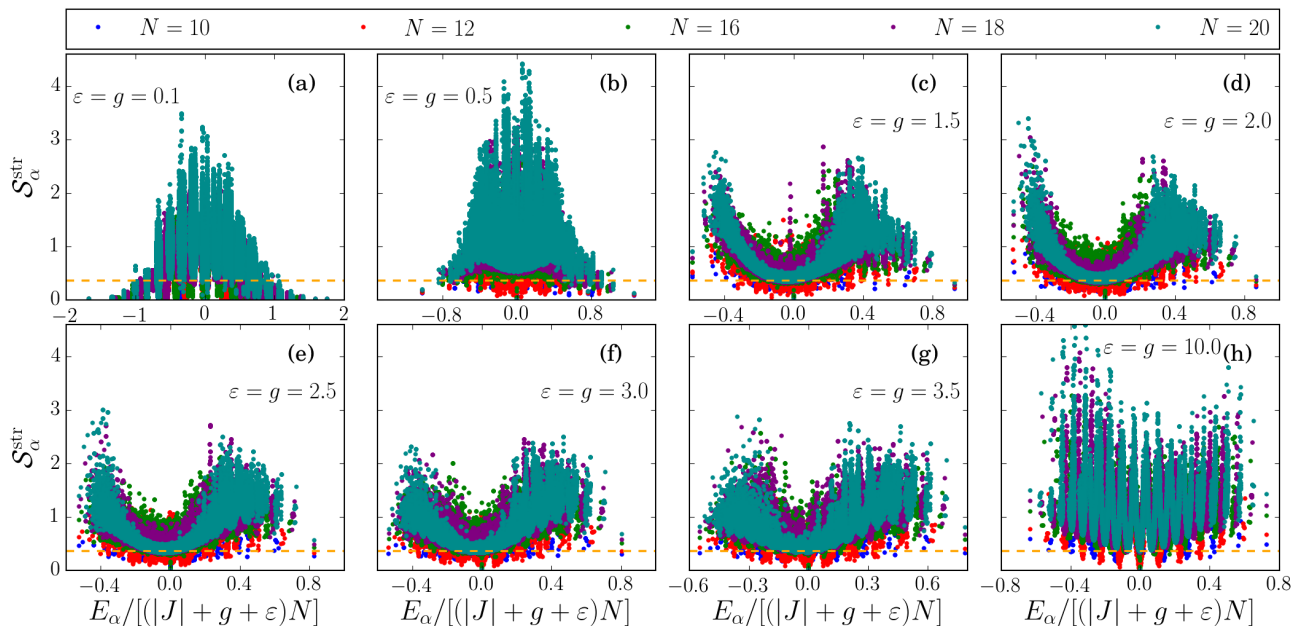 N = 10 N = 12 N = 16 N = 18 N = 20
(a) (b) (c) (d)
ε = g = 0.1 ε = g = 0.5 ε = g = 1.5 ε = g = 2.0
4
3
2
1
0
S_α^str
−2 −1 0 1 2 −0.8 0.0 0.8 −0.4 0.0 0.4 0.8 −0.4 0.0 0.4 0.8
(e) (f) (g) (h)
ε = g = 2.5 ε = g = 3.0 ε = g = 3.5 ε = g = 10.0
4
3
2
1
0
S_α^str
−0.4 0.0 0.4 0.8 −0.4 0.0 0.4 0.8 −0.6 −0.3 0.0 0.3 0.6 −0.8 −0.4 0.0 0.4 0.8
E_α/[(|J| + g + ε)N] E_α/[(|J| + g + ε)N] E_α/[(|J| + g + ε)N] E_α/[(|J| + g + ε)N]